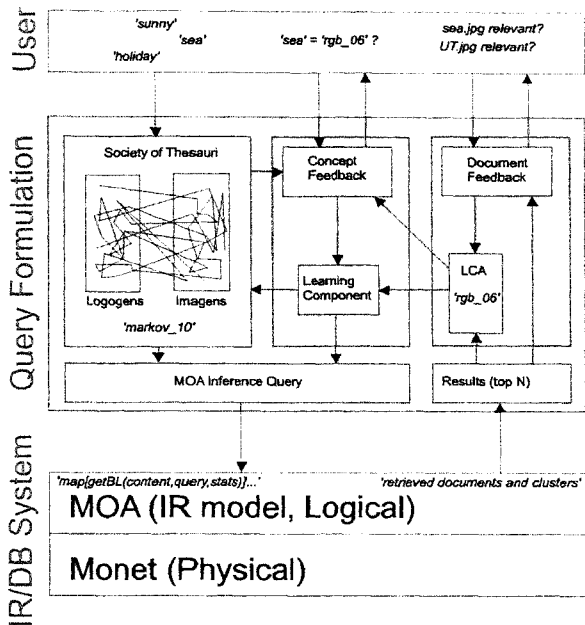 User
'sunny'
'sea'
'holiday'
'sea' = 'rgb_06' ?
sea.jpg relevant?
UT.jpg relevant?
Query Formulation
Society of Thesauri
Logogens
Imagens
'markov_10'
Concept
Feedback
Learning
Component
Document
Feedback
LCA
'rgb_06'
MOA Inference Query
Results (top N)
IR/DB System
'map[getBL(content,query,stats)]...'
'retrieved documents and clusters'
MOA (IR model, Logical)
Monet (Physical)